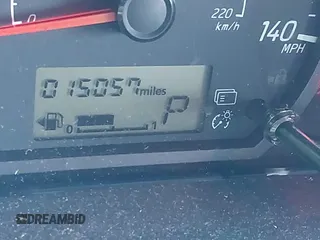 E
220
km/h
140
MPH
015057 miles
P
0 1
DREAMBID